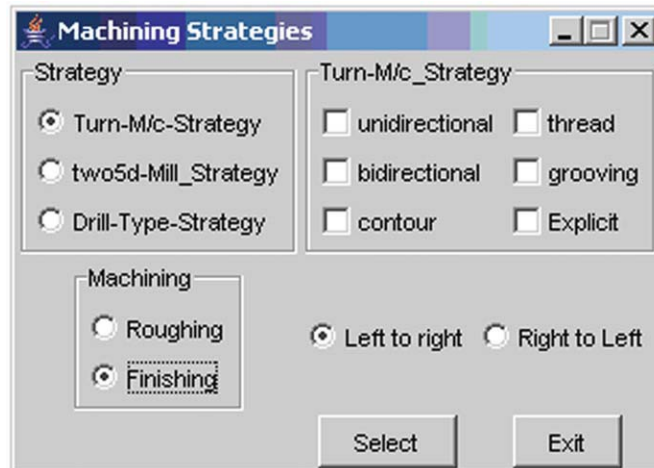 Machining Strategies
Strategy
Turn-M/c-Strategy
two5d-Mill_Strategy
Drill-Type-Strategy
Turn-M/c_Strategy
unidirectional thread
bidirectional grooving
contour Explicit
Machining
Roughing
Finishing
Left to right Right to Left
Select Exit